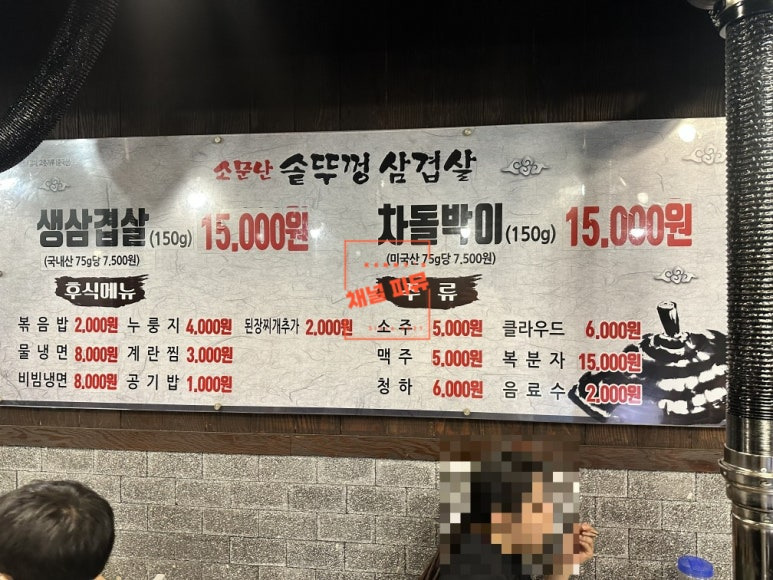 소문난 솥뚜껑 삼겹살
생삼겹살(150g) 15,000원
(국내산 75g당 7,500원)
차돌박이(150g) 15,000원
(미국산 75g당 7,500원)
후식메뉴
볶음밥 2,000원 누룽지 4,000원 된장찌개추가 2,000원
물냉면 8,000원 계란찜 3,000원
비빔냉면 8,000원 공기밥 1,000원
류
소주 5,000원 클라우드 6,000원
맥주 5,000원 복분자 15,000원
청하 6,000원 음료수 2,000원
채널 피뮤